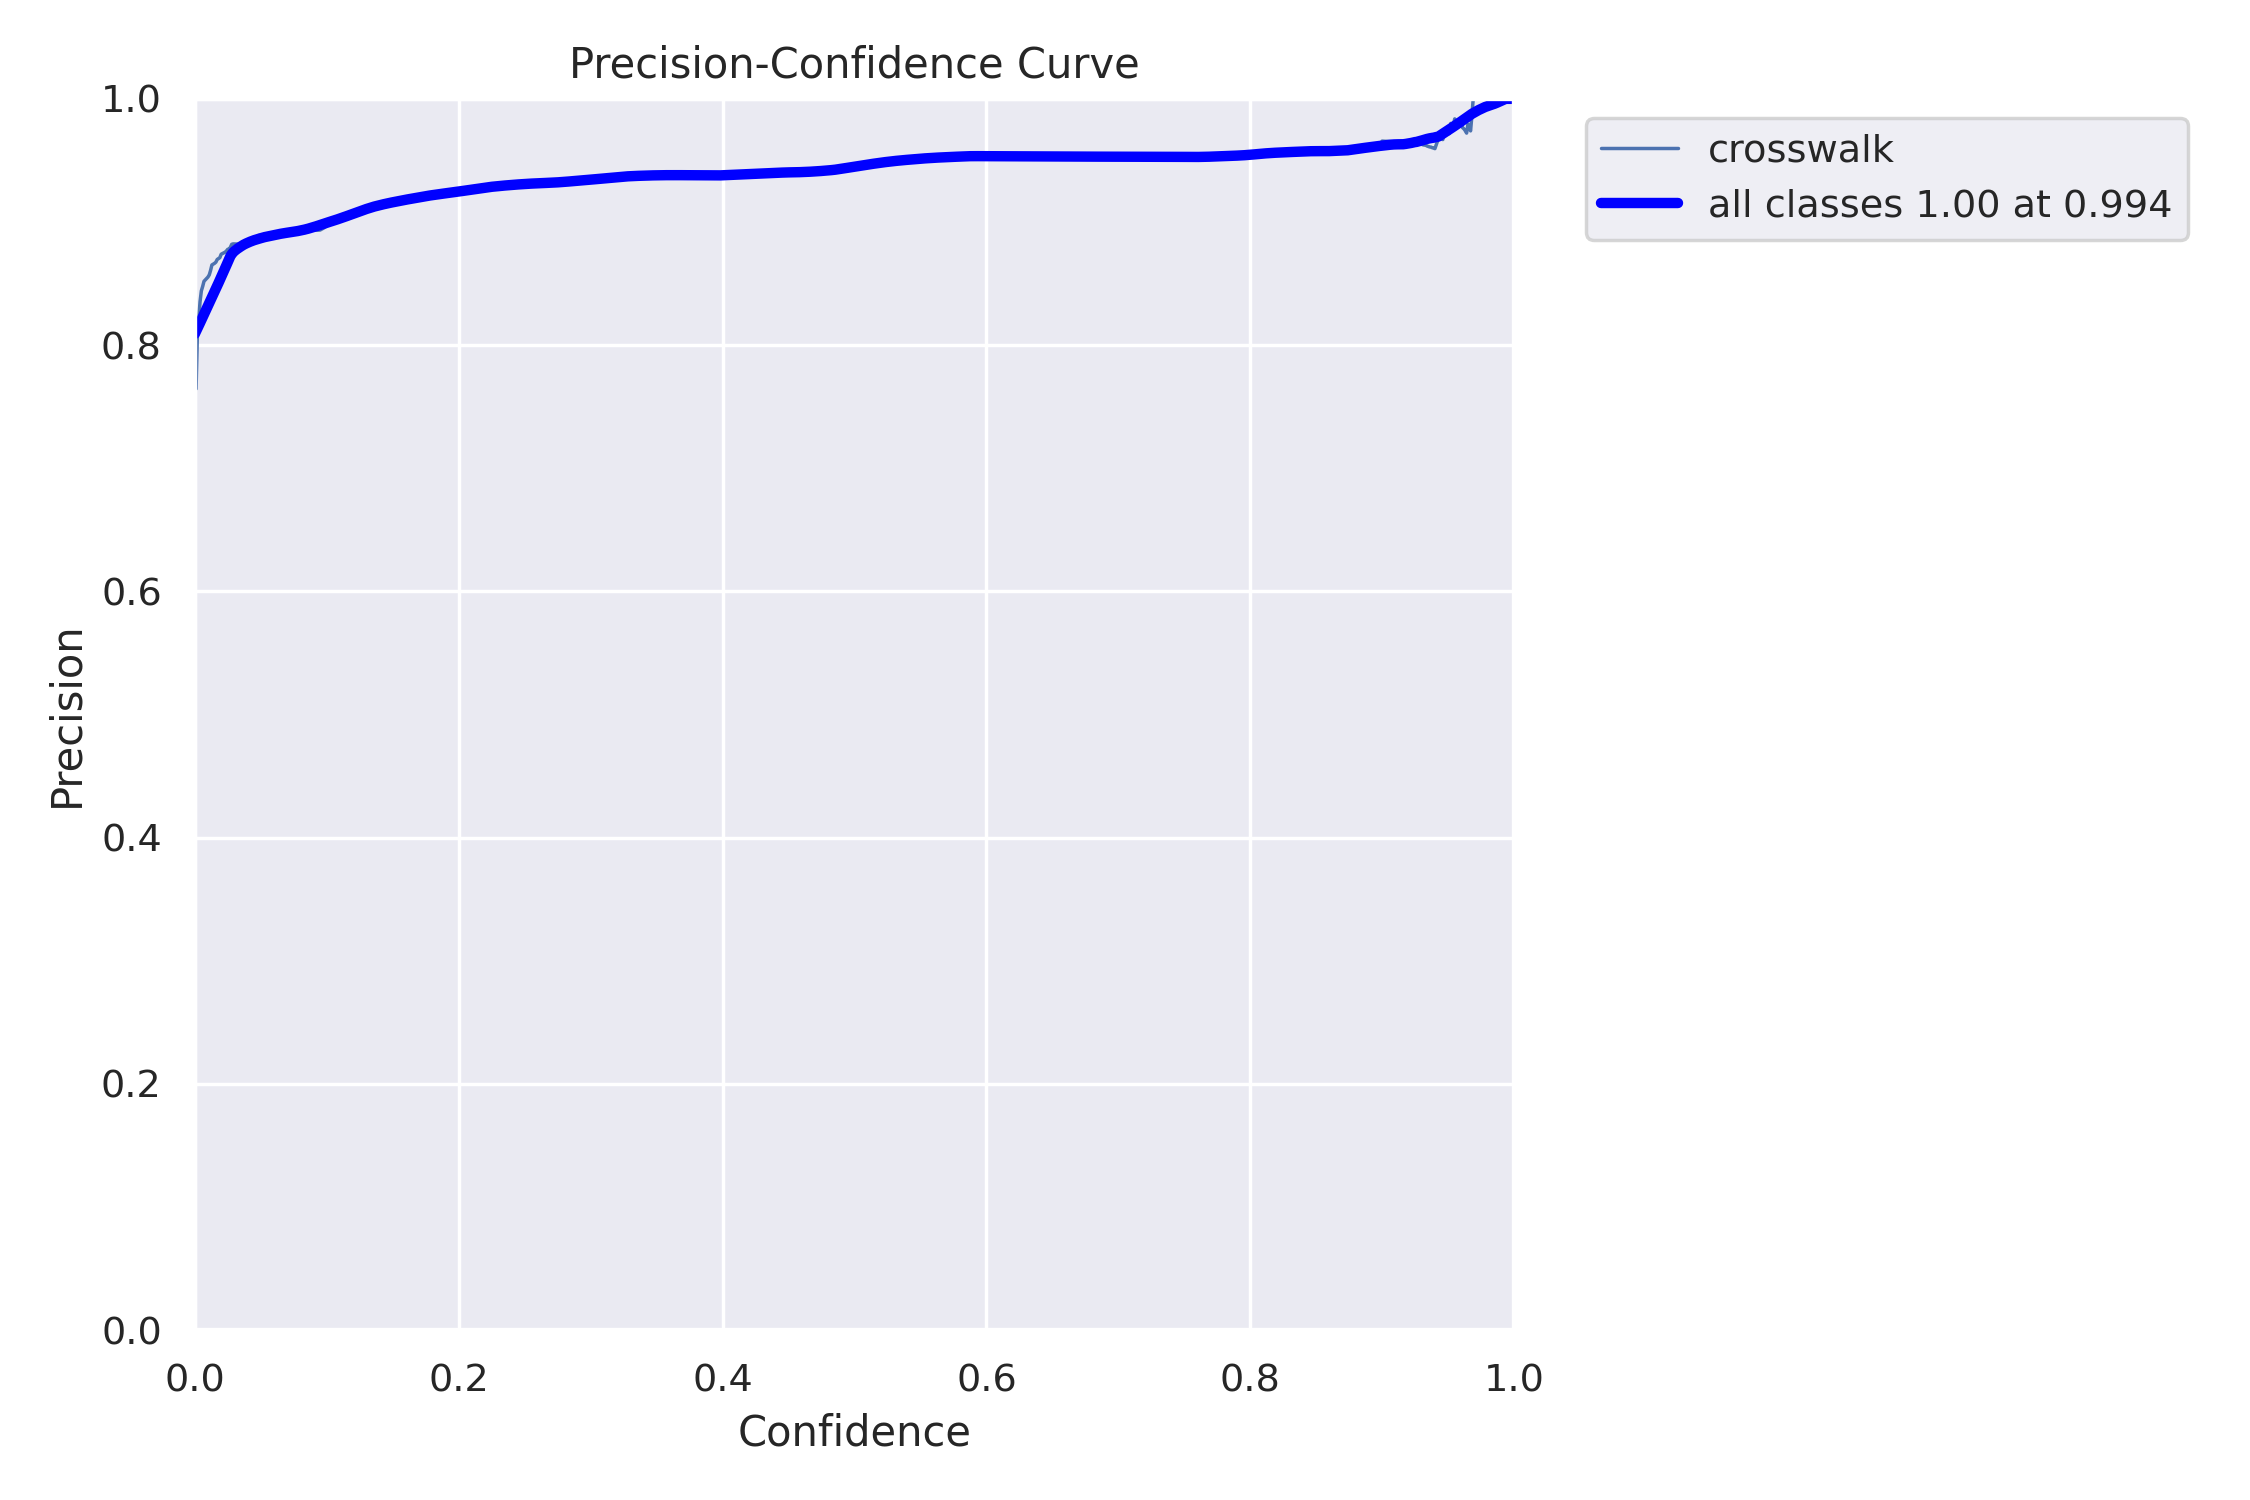 Precision-Confidence Curve
1.0
0.8
0.6
0.4
0.2
0.0
Precision
0.0 0.2 0.4 0.6 0.8 1.0
Confidence
crosswalk
all classes 1.00 at 0.994